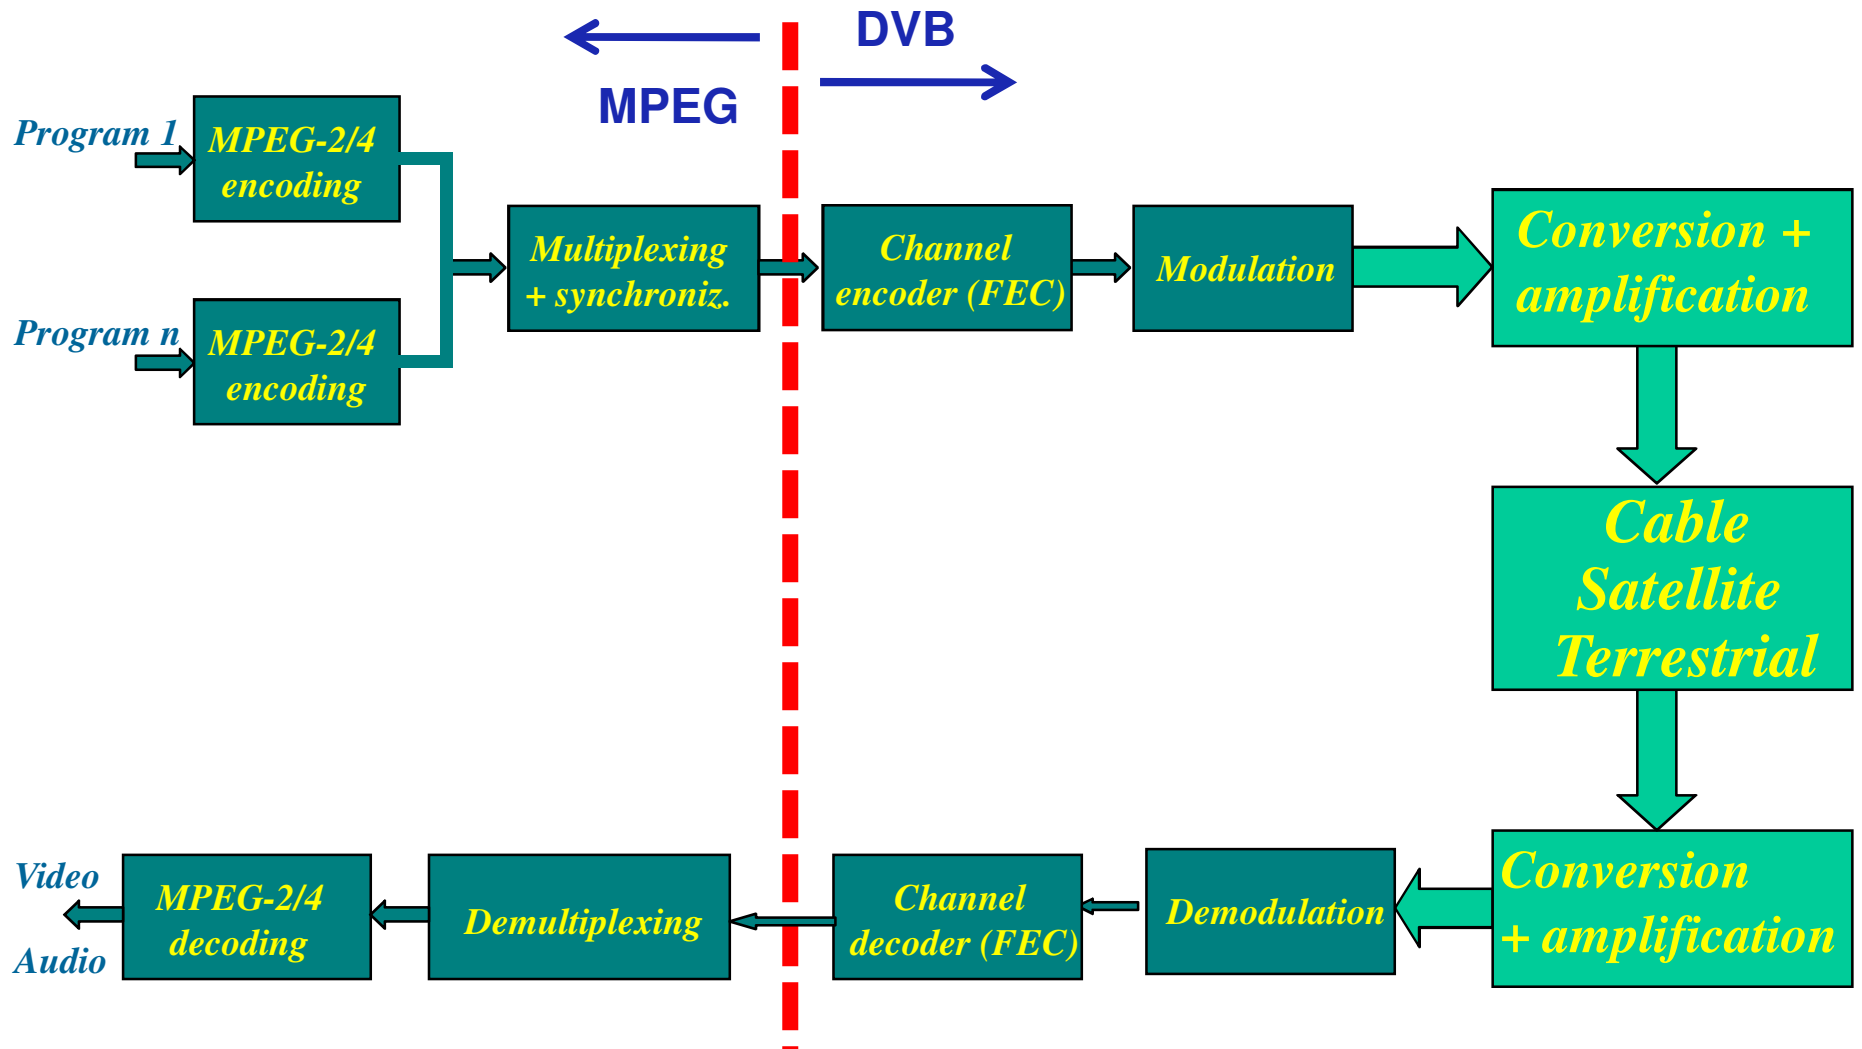 DVB
MPEG
Program 1
MPEG-2/4
encoding
Program n
MPEG-2/4
encoding
Multiplexing
+ synchroniz.
Channel
encoder (FEC)
Modulation
Conversion +
amplification
Cable
Satellite
Terrestrial
Conversion
+ amplification
Demodulation
Channel
decoder (FEC)
Demultiplexing
MPEG-2/4
decoding
Video
Audio